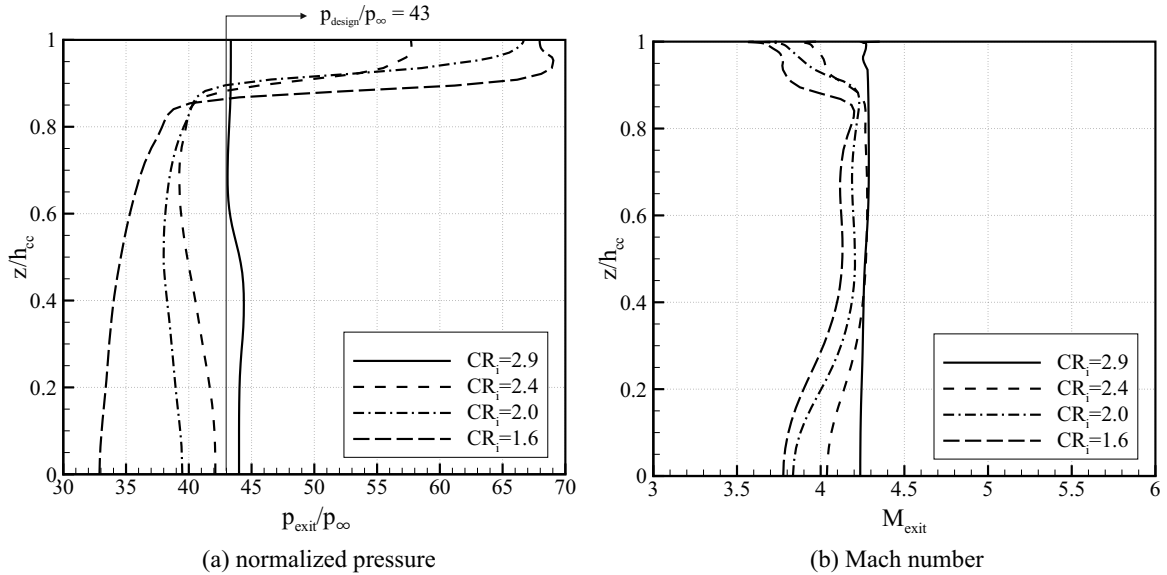 p_design/p_∞ = 43
1
0.8
0.6
0.4
0.2
0
z/h_cc
30 35 40 45 50 55 60 65 70
p_exit/p_∞
CR_i=2.9
CR_i=2.4
CR_i=2.0
CR_i=1.6
(a) normalized pressure
1
0.8
0.6
0.4
0.2
0
z/h_cc
3 3.5 4 4.5 5 5.5 6
M_exit
CR_i=2.9
CR_i=2.4
CR_i=2.0
CR_i=1.6
(b) Mach number